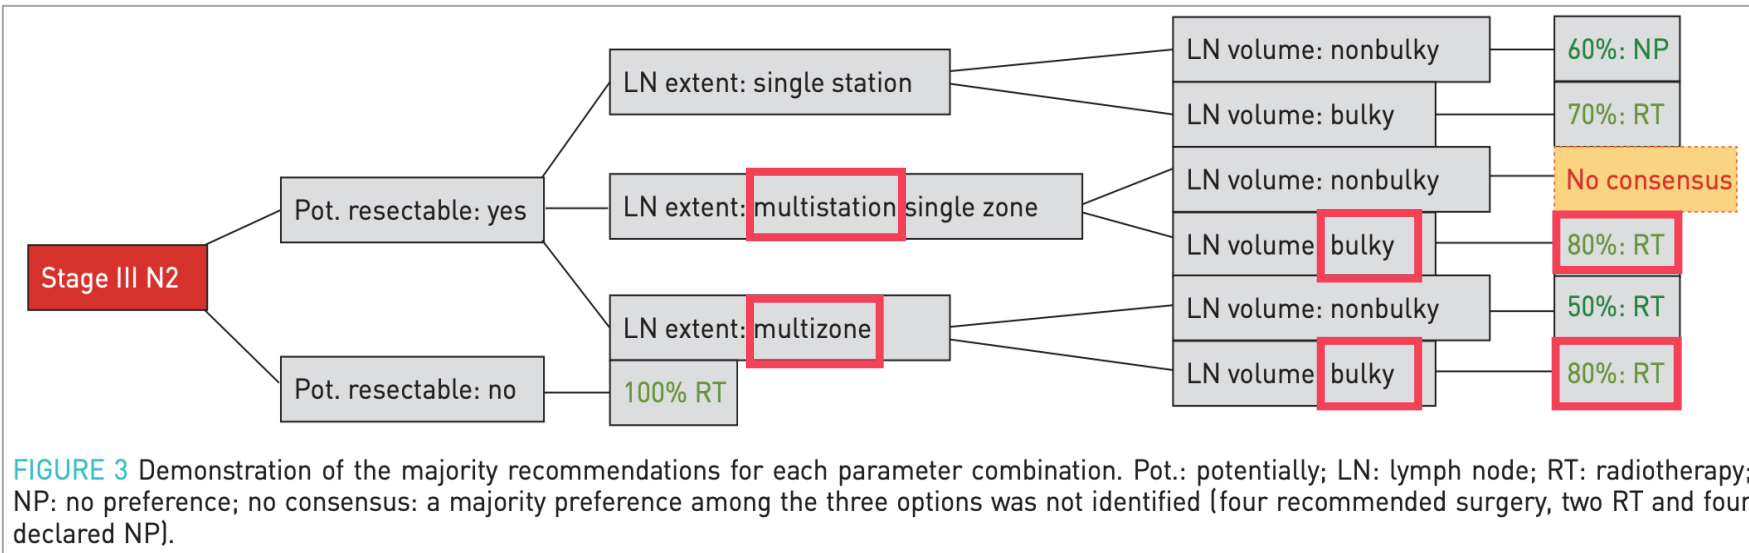 LN volume: nonbulky
60%: NP
LN extent: single station
LN volume: bulky
70%: RT
LN volume: nonbulky
No consensus
Pot. resectable: yes
LN extent: multistation single zone
LN volume bulky
80%: RT
Stage III N2
LN volume: nonbulky
50%: RT
LN extent: multizone
LN volume bulky
80%: RT
Pot. resectable: no
100% RT
FIGURE 3 Demonstration of the majority recommendations for each parameter combination. Pot.: potentially; LN: lymph node; RT: radiotherapy;
NP: no preference; no consensus: a majority preference among the three options was not identified (four recommended surgery, two RT and four
declared NP).